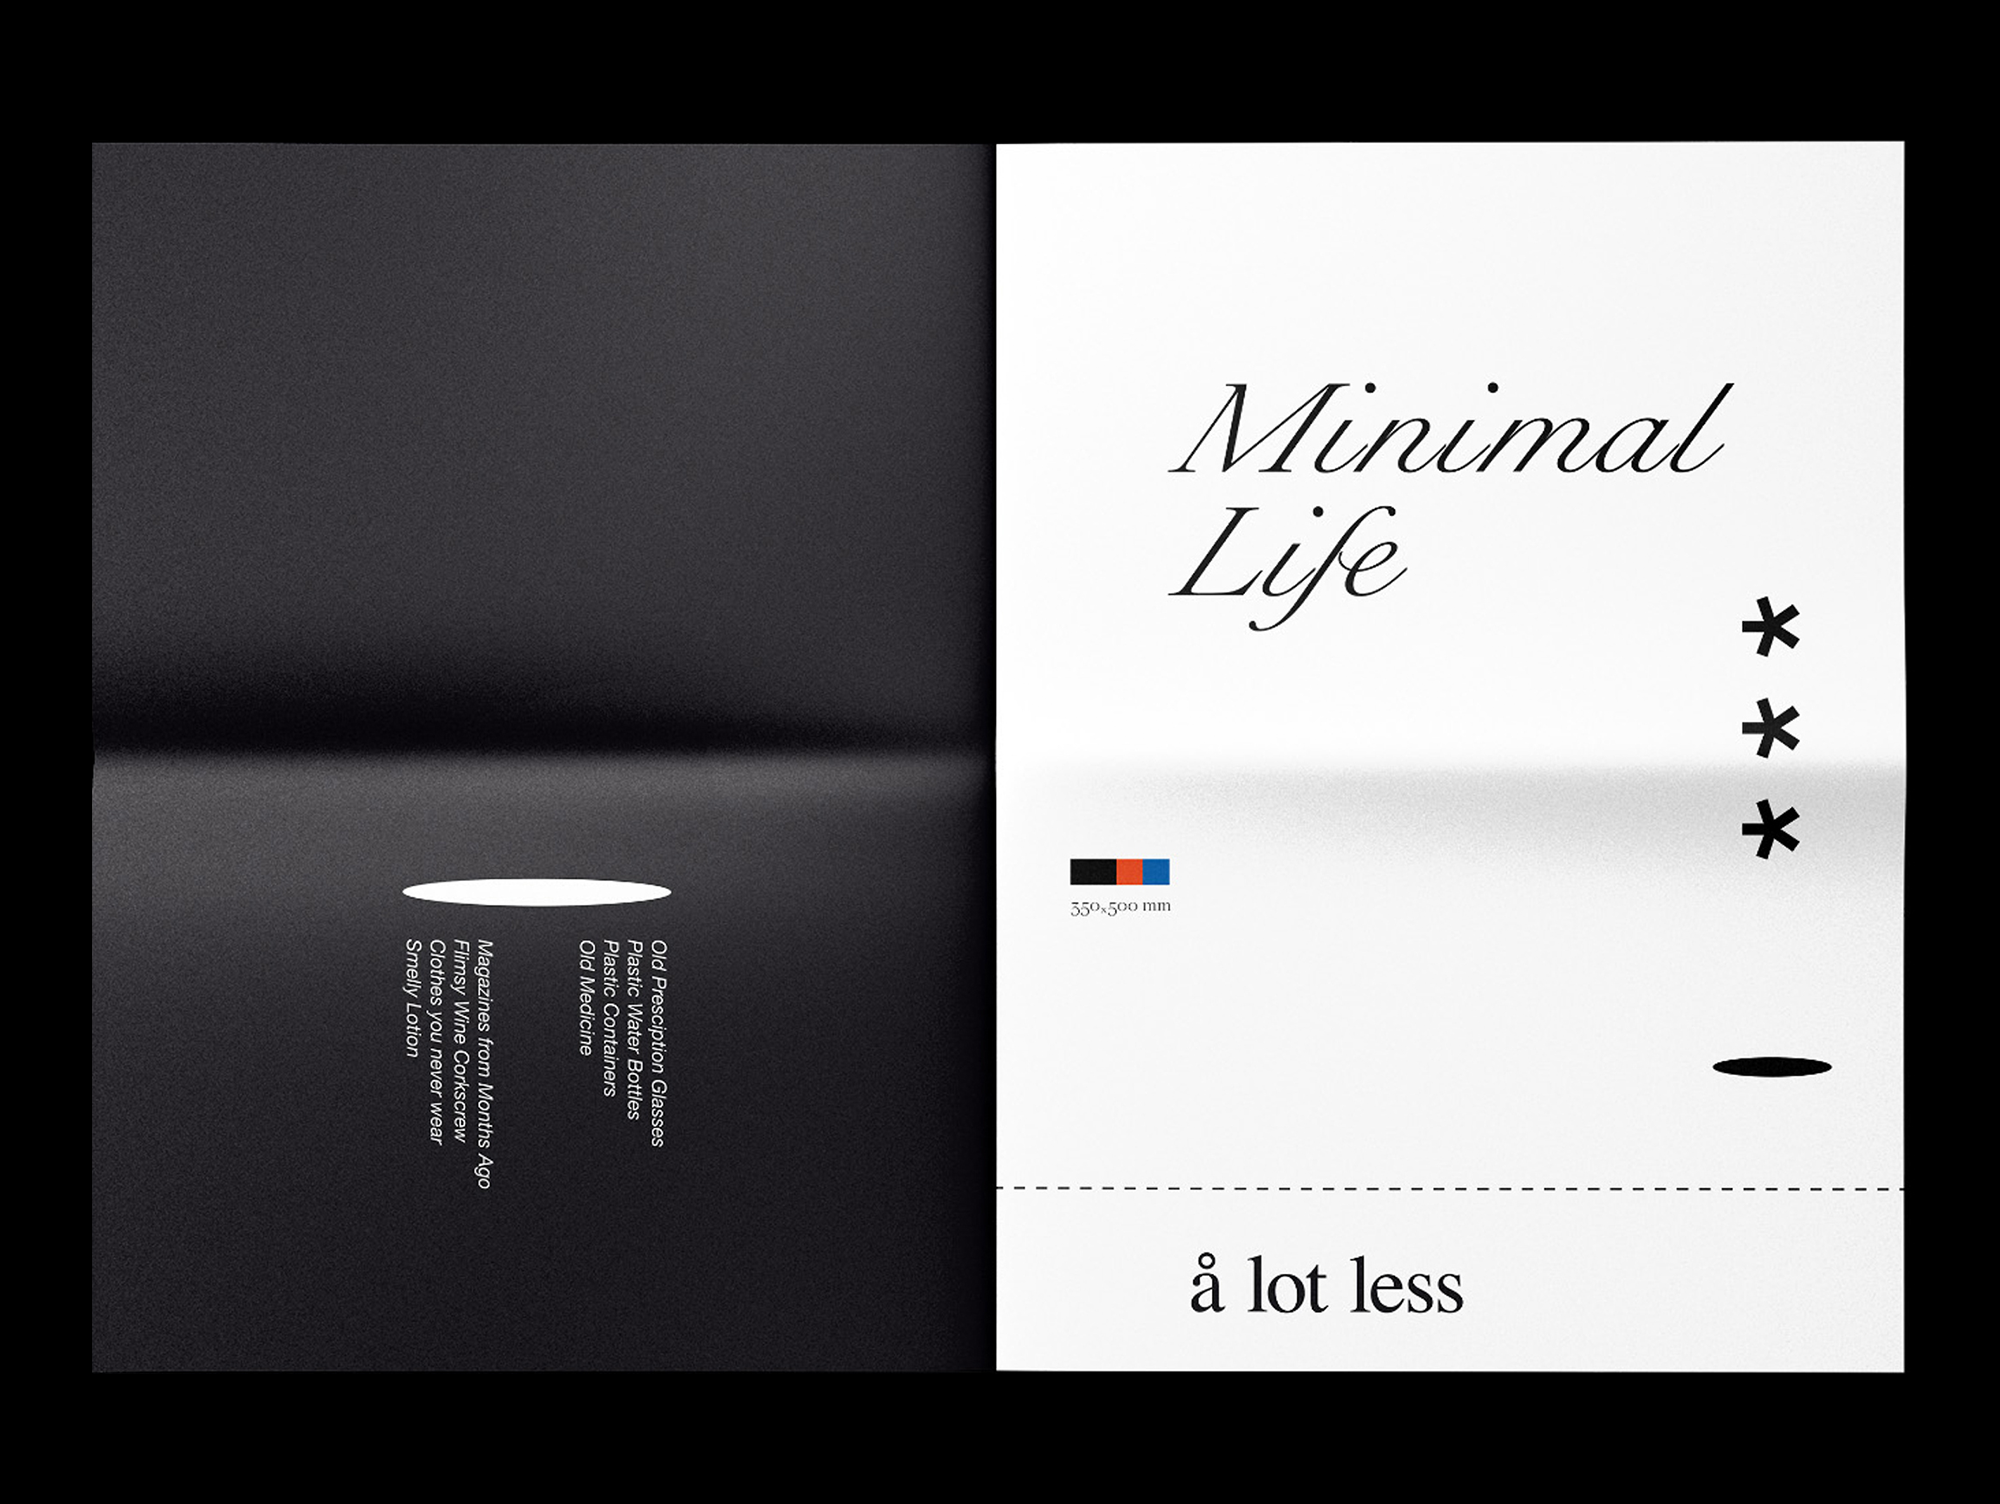 Old Presciption Glasses
Plastic Water Bottles
Plastic Containers
Old Medicine
Magazines from Months Ago
Flimsy Wine Corkscrew
Clothes you never wear
Smelly Lotion
Minimal
Life
*
*
*
350x500 mm
å lot less